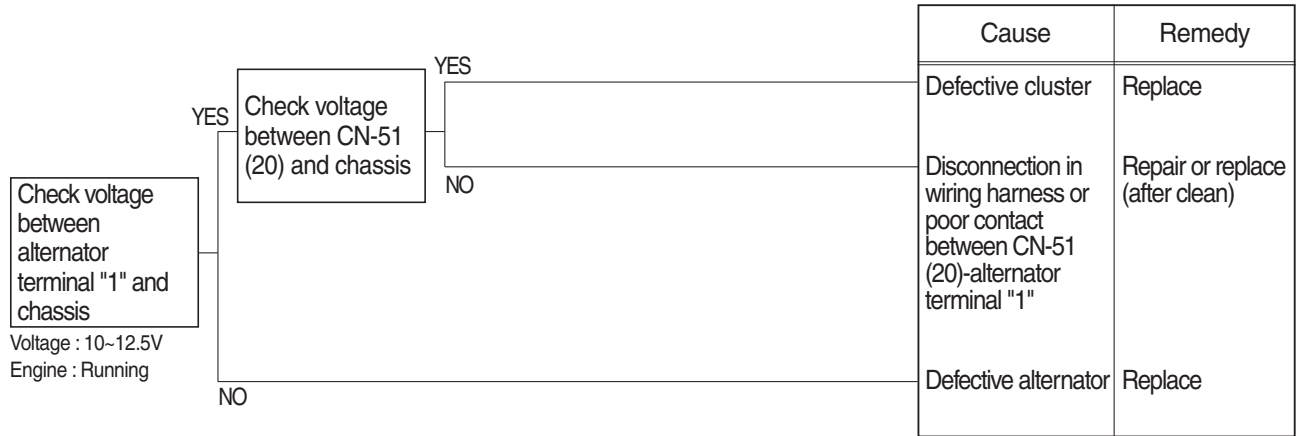 Cause
Remedy
YES
Defective cluster
Replace
YES
Check voltage
between CN-51
(20) and chassis
NO
Disconnection in
wiring harness or
poor contact
between CN-51
(20)-alternator
terminal "1"
Repair or replace
(after clean)
Check voltage
between
alternator
terminal "1" and
chassis
Voltage : 10~12.5V
Engine : Running
NO
Defective alternator
Replace